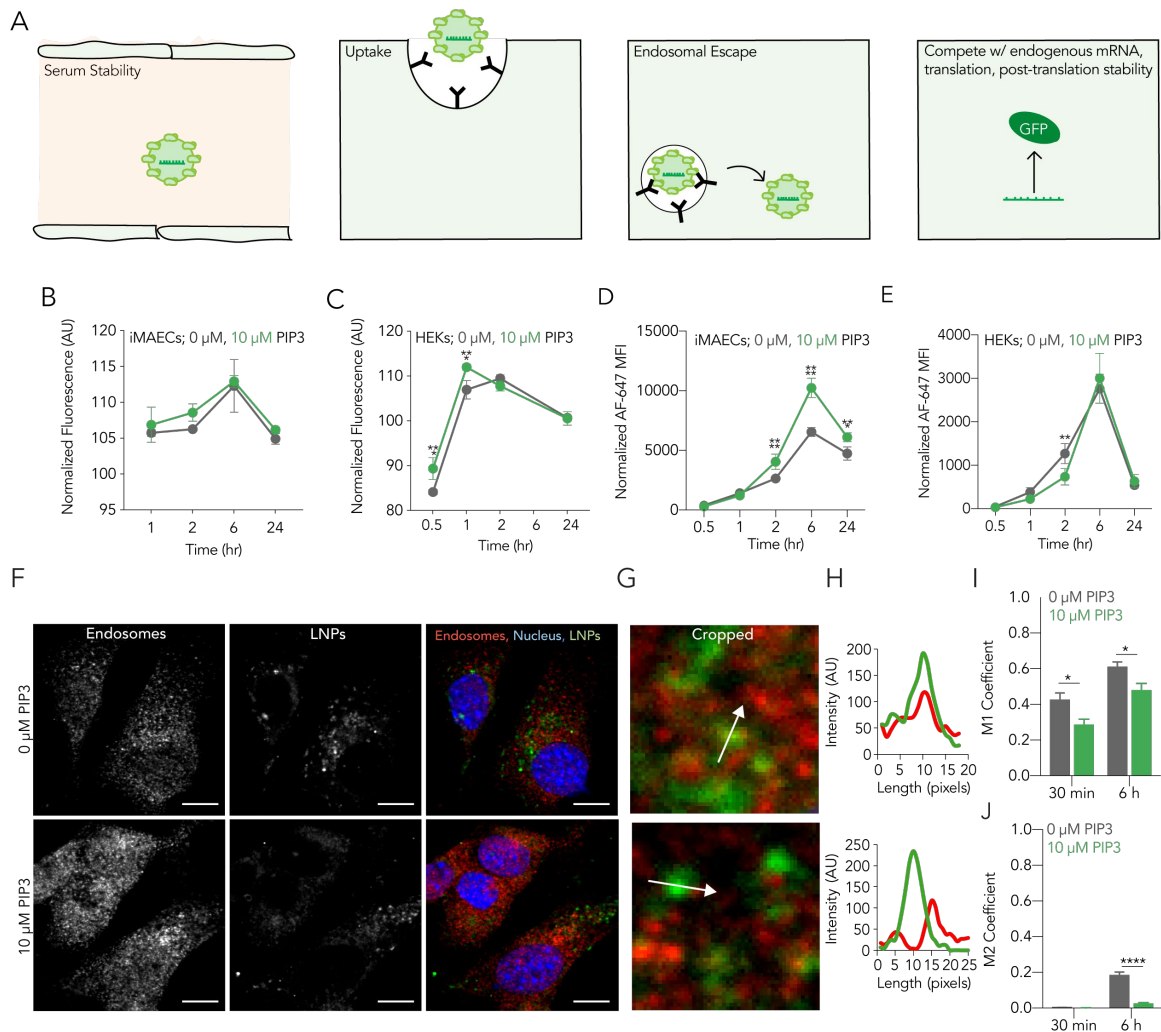 A
Serum Stability
Uptake
Endosomal Escape
Compete w/ endogenous mRNA,
translation, post-translation stability
GFP
B
Normalized Fluorescence (AU)
120
115
110
105
100
95
iMAECs; 0 µM, 10 µM PIP3
1 2 6 24
Time (hr)
C
Normalized Fluorescence (AU)
120
110
100
90
80
HEKs; 0 µM, 10 µM PIP3
**
*
**
*
0.5 1 2 6 24
Time (hr)
D
Normalized AF-647 MFI
15000
10000
5000
0
iMAECs; 0 µM, 10 µM PIP3
**
**
**
**
**
*
0.5 1 2 6 24
Time (hr)
E
Normalized AF-647 MFI
4000
3000
2000
1000
0
HEKs; 0 µM, 10 µM PIP3
**
0.5 1 2 6 24
Time (hr)
F
Endosomes
LNPs
Endosomes, Nucleus, LNPs
0 µM PIP3
10 µM PIP3
G
Cropped
H
Intensity (AU)
200
150
100
50
0
0 5 10 15 20
Length (pixels)
Intensity (AU)
250
200
150
100
50
0
0 5 10 15 20 25
Length (pixels)
I
M1 Coefficient
1.0
0.8
0.6
0.4
0.2
0.0
0 µM PIP3
10 µM PIP3
*
*
30 min 6 h
J
M2 Coefficient
1.0
0.8
0.6
0.4
0.2
0.0
0 µM PIP3
10 µM PIP3
****
30 min 6 h